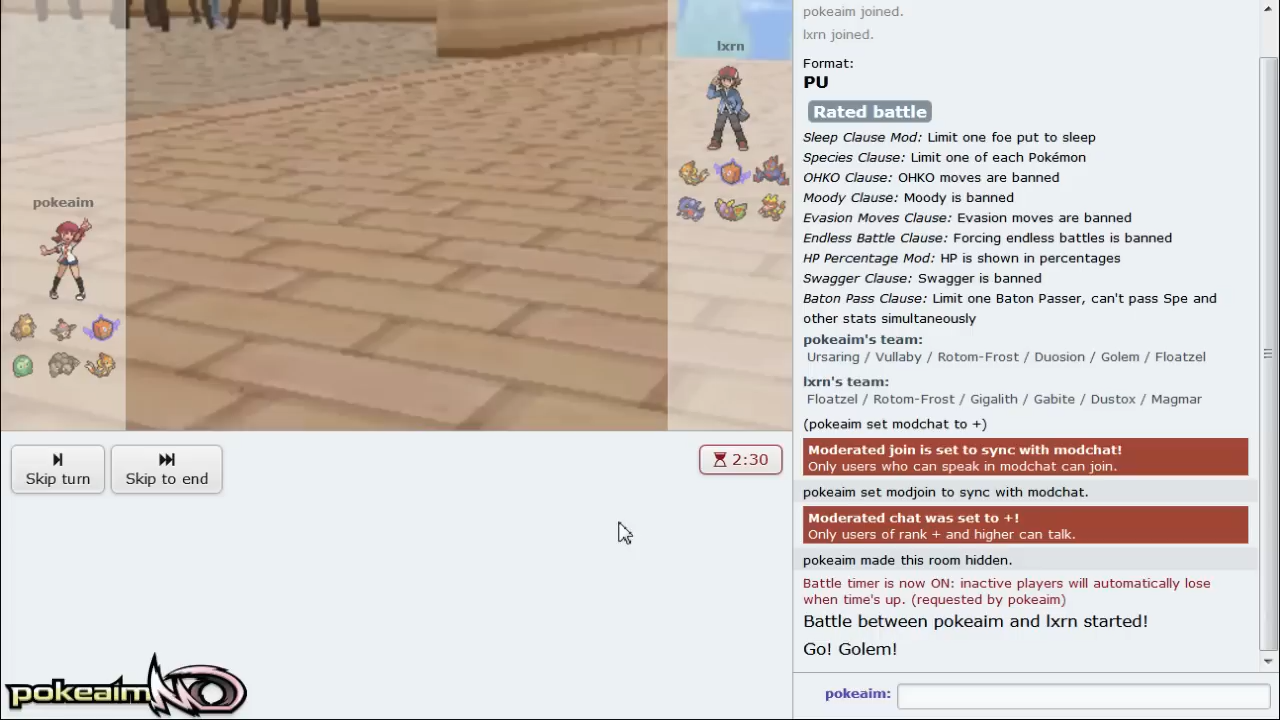 pokeaim joined.
lxrn
lxrn joined.
Format:
PU
Rated battle
Sleep Clause Mod: Limit one foe put to sleep
Species Clause: Limit one of each Pokémon
OHKO Clause: OHKO moves are banned
Moody Clause: Moody is banned
Evasion Moves Clause: Evasion moves are banned
Endless Battle Clause: Forcing endless battles is banned
HP Percentage Mod: HP is shown in percentages
Swagger Clause: Swagger is banned
Baton Pass Clause: Limit one Baton Passer, can't pass Spe and
other stats simultaneously
pokeaim
pokeaim's team:
Ursaring / Vullaby / Rotom-Frost / Duosion / Golem / Floatzel
lxrn's team:
Floatzel / Rotom-Frost / Gigalith / Gabite / Dustox / Magmar
(pokeaim set modchat to +)
Moderated join is set to sync with modchat!
Only users who can speak in modchat can join.
pokeaim set modjoin to sync with modchat.
Moderated chat was set to +!
Only users of rank + and higher can talk.
pokeaim made this room hidden.
Battle timer is now ON: inactive players will automatically lose
when time's up. (requested by pokeaim)
Battle between pokeaim and lxrn started!
Go! Golem!
Skip turn
Skip to end
2:30
pokeaimMD
pokeaim: